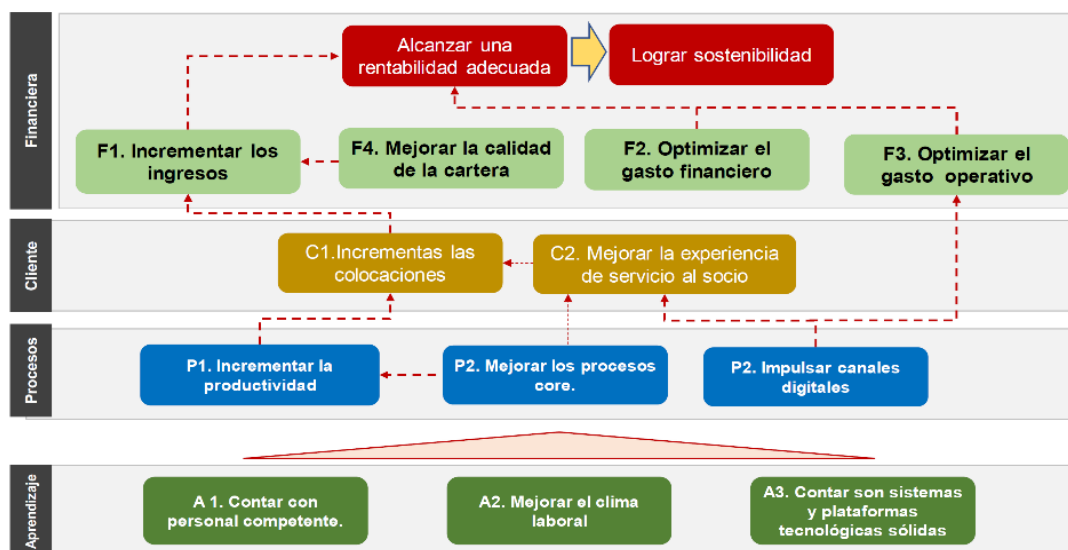 Financiera
Alcanzar una
rentabilidad adecuada
Lograr sostenibilidad
F1. Incrementar los
ingresos
F4. Mejorar la calidad
de la cartera
F2. Optimizar el
gasto financiero
F3. Optimizar el
gasto operativo
Cliente
C1.Incrementas las
colocaciones
C2. Mejorar la experiencia
de servicio al socio
Procesos
P1. Incrementar la
productividad
P2. Mejorar los procesos
core.
P2. Impulsar canales
digitales
Aprendizaje
A 1. Contar con
personal competente.
A2. Mejorar el clima
laboral
A3. Contar son sistemas
y plataformas
tecnológicas sólidas